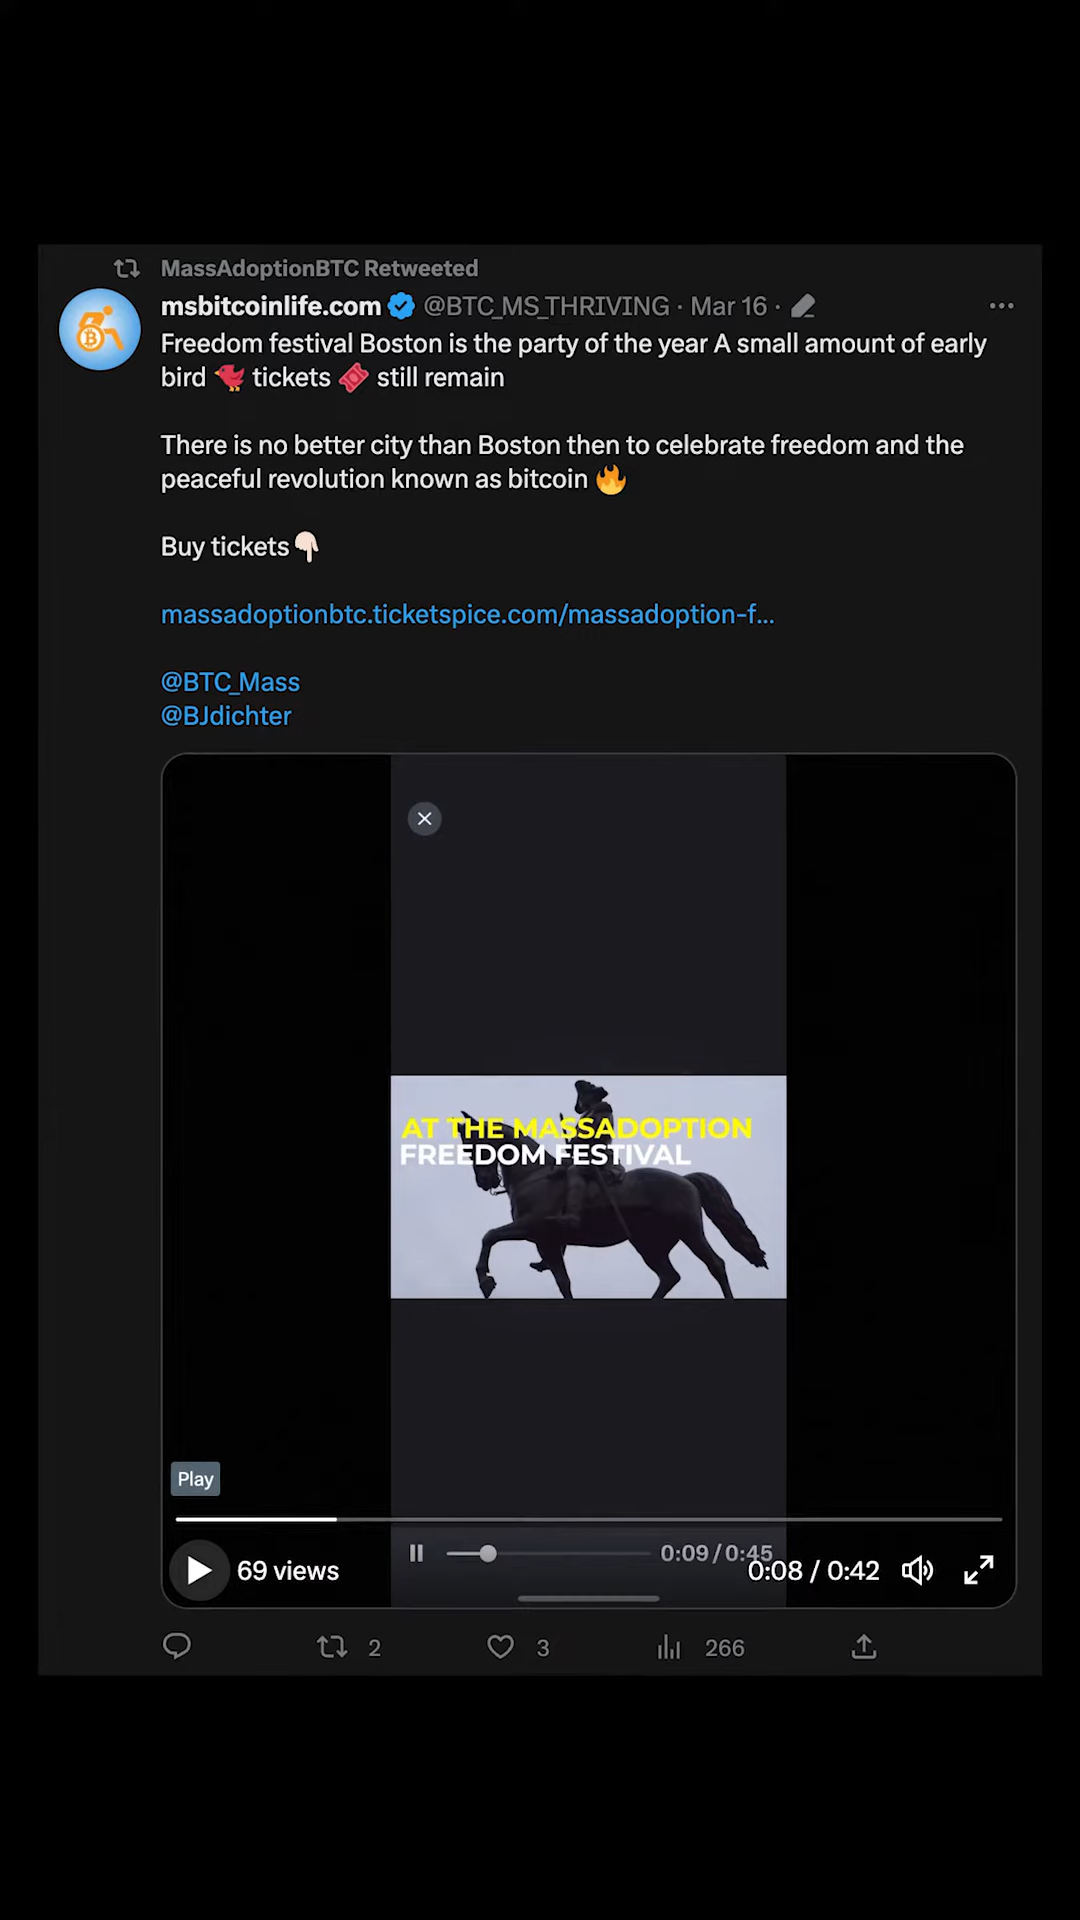 MassAdoptionBTC Retweeted
msbitcoinlife.com @BTC_MS_THRIVING · Mar 16 ·
Freedom festival Boston is the party of the year A small amount of early
bird 🐦 tickets 🎫 still remain
There is no better city than Boston then to celebrate freedom and the
peaceful revolution known as bitcoin 🔥
Buy tickets👇🏻
massadoptionbtc.ticketspice.com/massadoption-f...
@BTC_Mass
@BJdichter
AT THE MASSADOPTION
FREEDOM FESTIVAL
Play
0:09/0:45
69 views
0:08 / 0:42
2
3
266